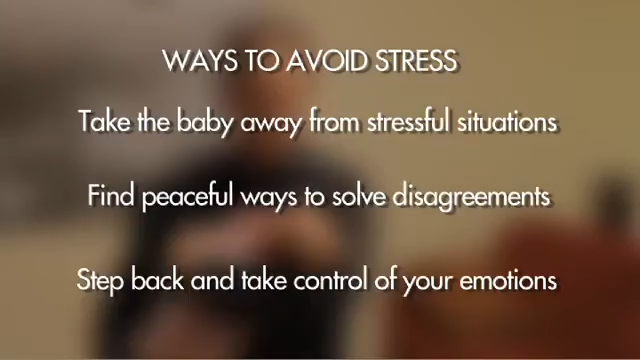 WAYS TO AVOID STRESS
Take the baby away from stressful situations
Find peaceful ways to solve disagreements
Step back and take control of your emotions